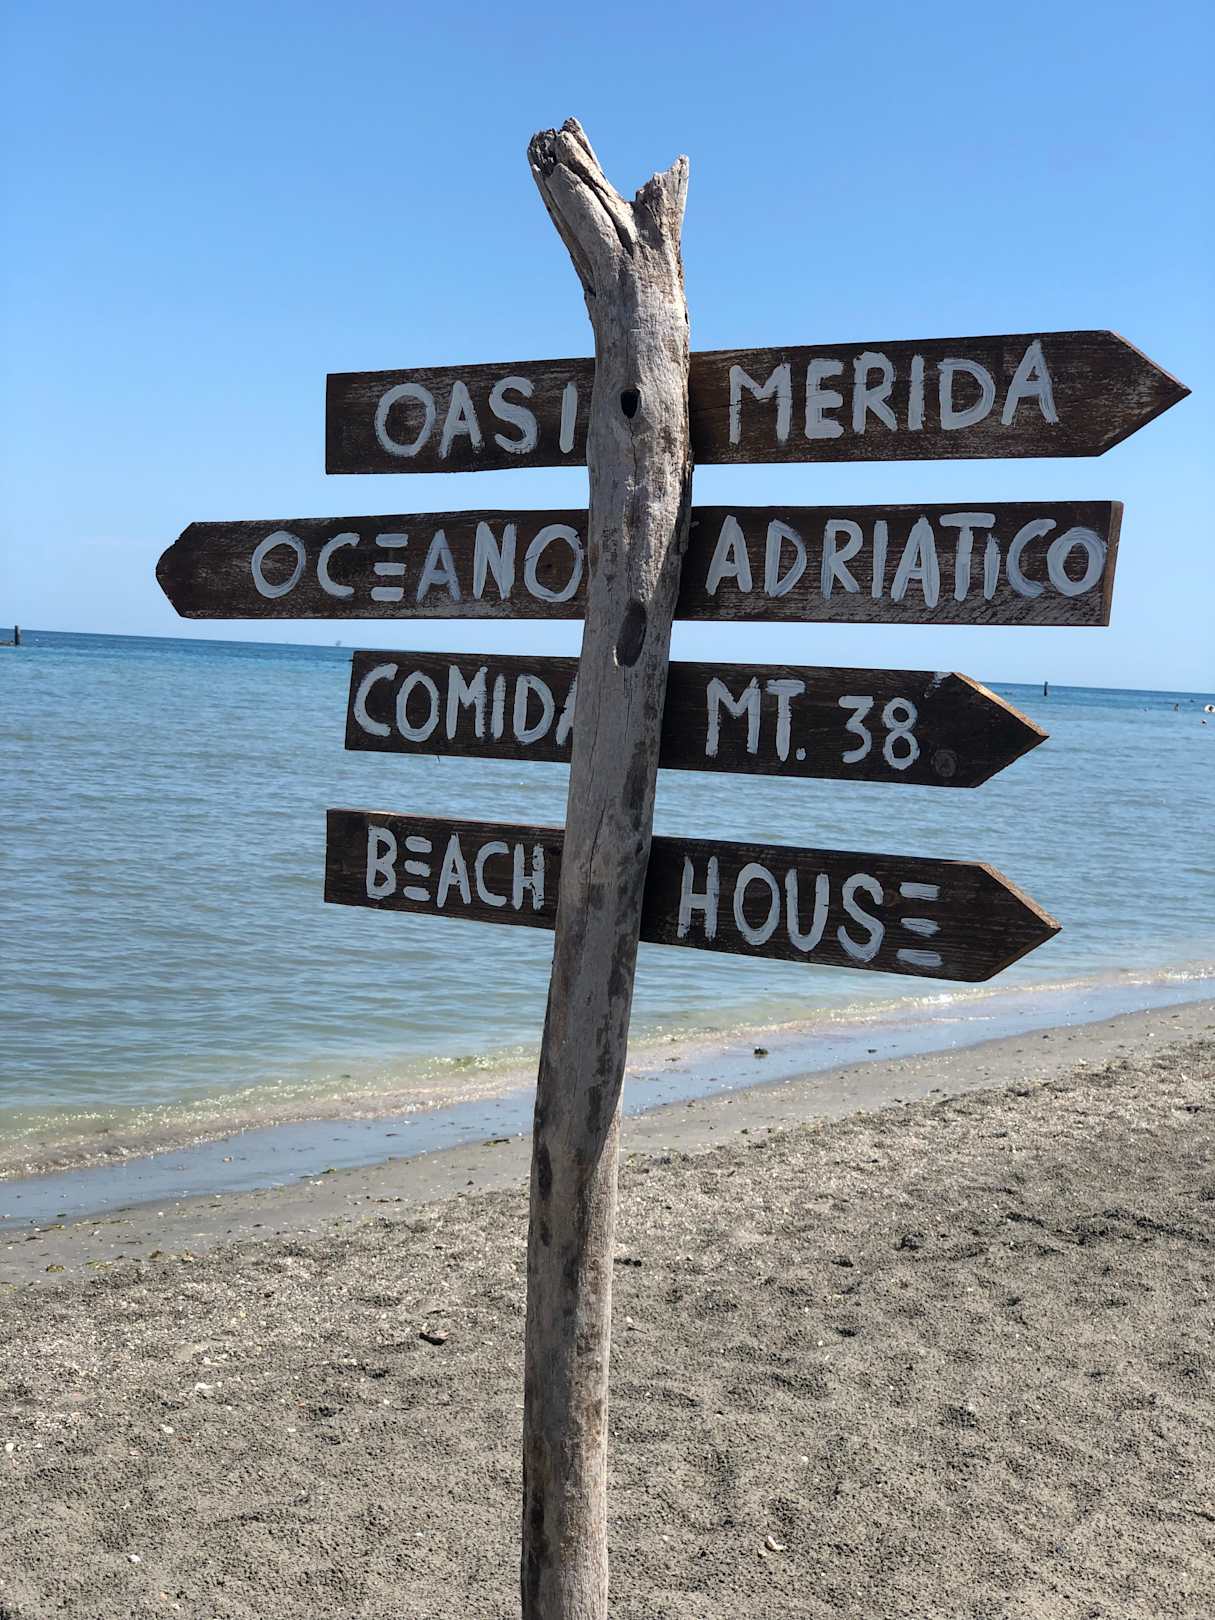 OASI MERIDA
OCEANO ADRIATICO
COMIDA MT. 38
BEACH HOUSE